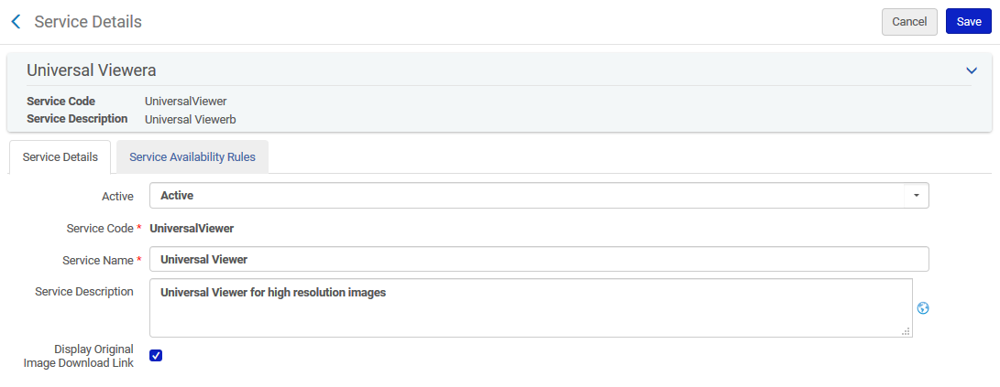 Service Details
Cancel
Save
Universal Viewera
Service Code UniversalViewer
Service Description Universal Viewerb
Service Details
Service Availability Rules
Active Active
Service Code * UniversalViewer
Service Name * Universal Viewer
Service Description Universal Viewer for high resolution images
Display Original
Image Download Link